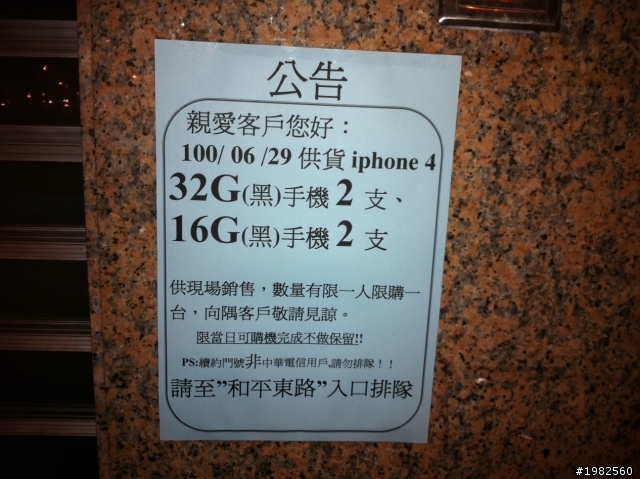 公告
親愛客戶您好：
100/ 06 /29 供貨 iphone 4
32G(黑)手機 2 支、
16G(黑)手機 2 支
供現場銷售，數量有限一人限購一
台，向隅客戶敬請見諒。
限當日可購機完成不做保留!!
PS:續約門號非中華電信用戶,請勿排隊！！
請至”和平東路”入口排隊
#1982560